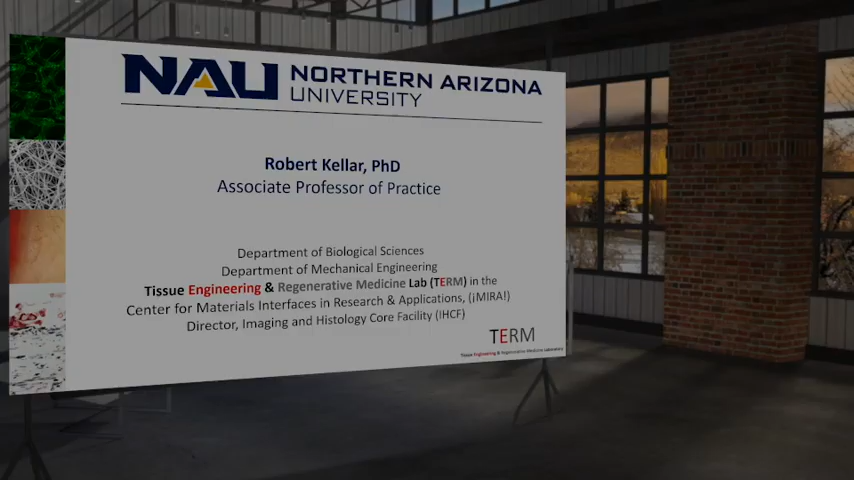 NAU NORTHERN ARIZONA
UNIVERSITY
Robert Kellar, PhD
Associate Professor of Practice
Department of Biological Sciences
Department of Mechanical Engineering
Tissue Engineering & Regenerative Medicine Lab (TERM) in the
Center for Materials Interfaces in Research & Applications, (¡MIRA!)
Director, Imaging and Histology Core Facility (IHCF)
TERM
Tissue Engineering & Regenerative Medicine Laboratory